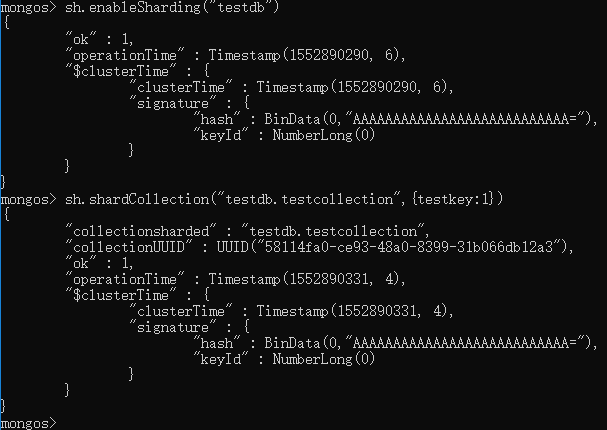 mongos> sh.enableSharding("testdb")
{
        "ok" : 1,
        "operationTime" : Timestamp(1552890290, 6),
        "$clusterTime" : {
                "clusterTime" : Timestamp(1552890290, 6),
                "signature" : {
                        "hash" : BinData(0,"AAAAAAAAAAAAAAAAAAAAAAAAAAA="),
                        "keyId" : NumberLong(0)
                }
        }
}
mongos> sh.shardCollection("testdb.testcollection",{testkey:1})
{
        "collectionsharded" : "testdb.testcollection",
        "collectionUUID" : UUID("58114fa0-ce93-48a0-8399-31b066db12a3"),
        "ok" : 1,
        "operationTime" : Timestamp(1552890331, 4),
        "$clusterTime" : {
                "clusterTime" : Timestamp(1552890331, 4),
                "signature" : {
                        "hash" : BinData(0,"AAAAAAAAAAAAAAAAAAAAAAAAAAA="),
                        "keyId" : NumberLong(0)
                }
        }
}
mongos>